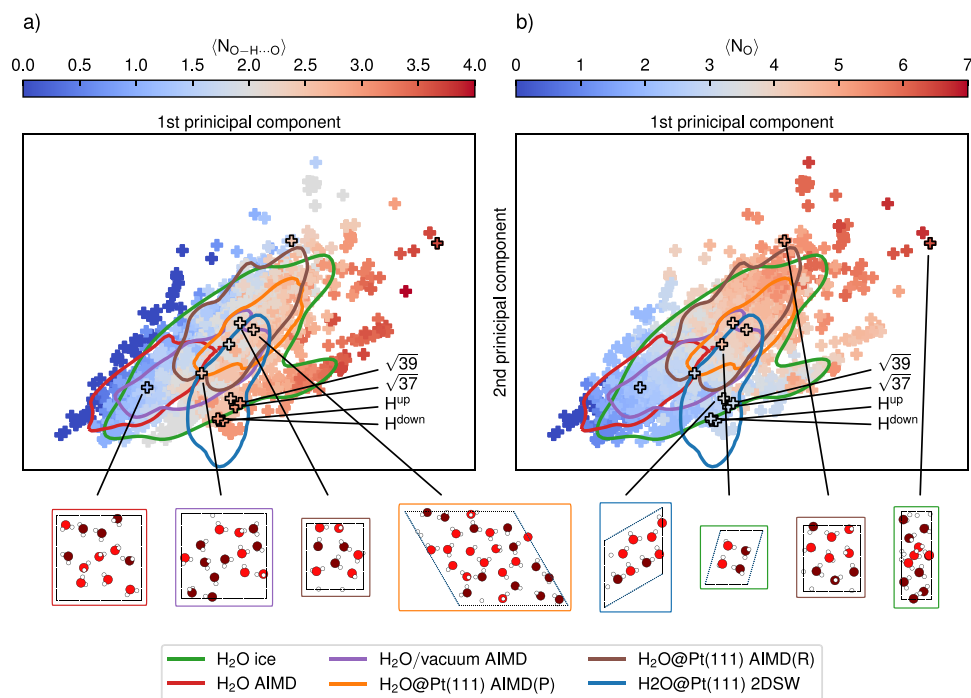 a)
⟨N_O−H···O⟩
0.0 0.5 1.0 1.5 2.0 2.5 3.0 3.5 4.0
1st prinicipal component
√39
√37
H^up
H^down
b)
⟨N_O⟩
0 1 2 3 4 5 6 7
1st prinicipal component
2nd prinicipal component
√39
√37
H^up
H^down
H₂O ice
H₂O AIMD
H₂O/vacuum AIMD
H₂O@Pt(111) AIMD(P)
H₂O@Pt(111) AIMD(R)
H2O@Pt(111) 2DSW